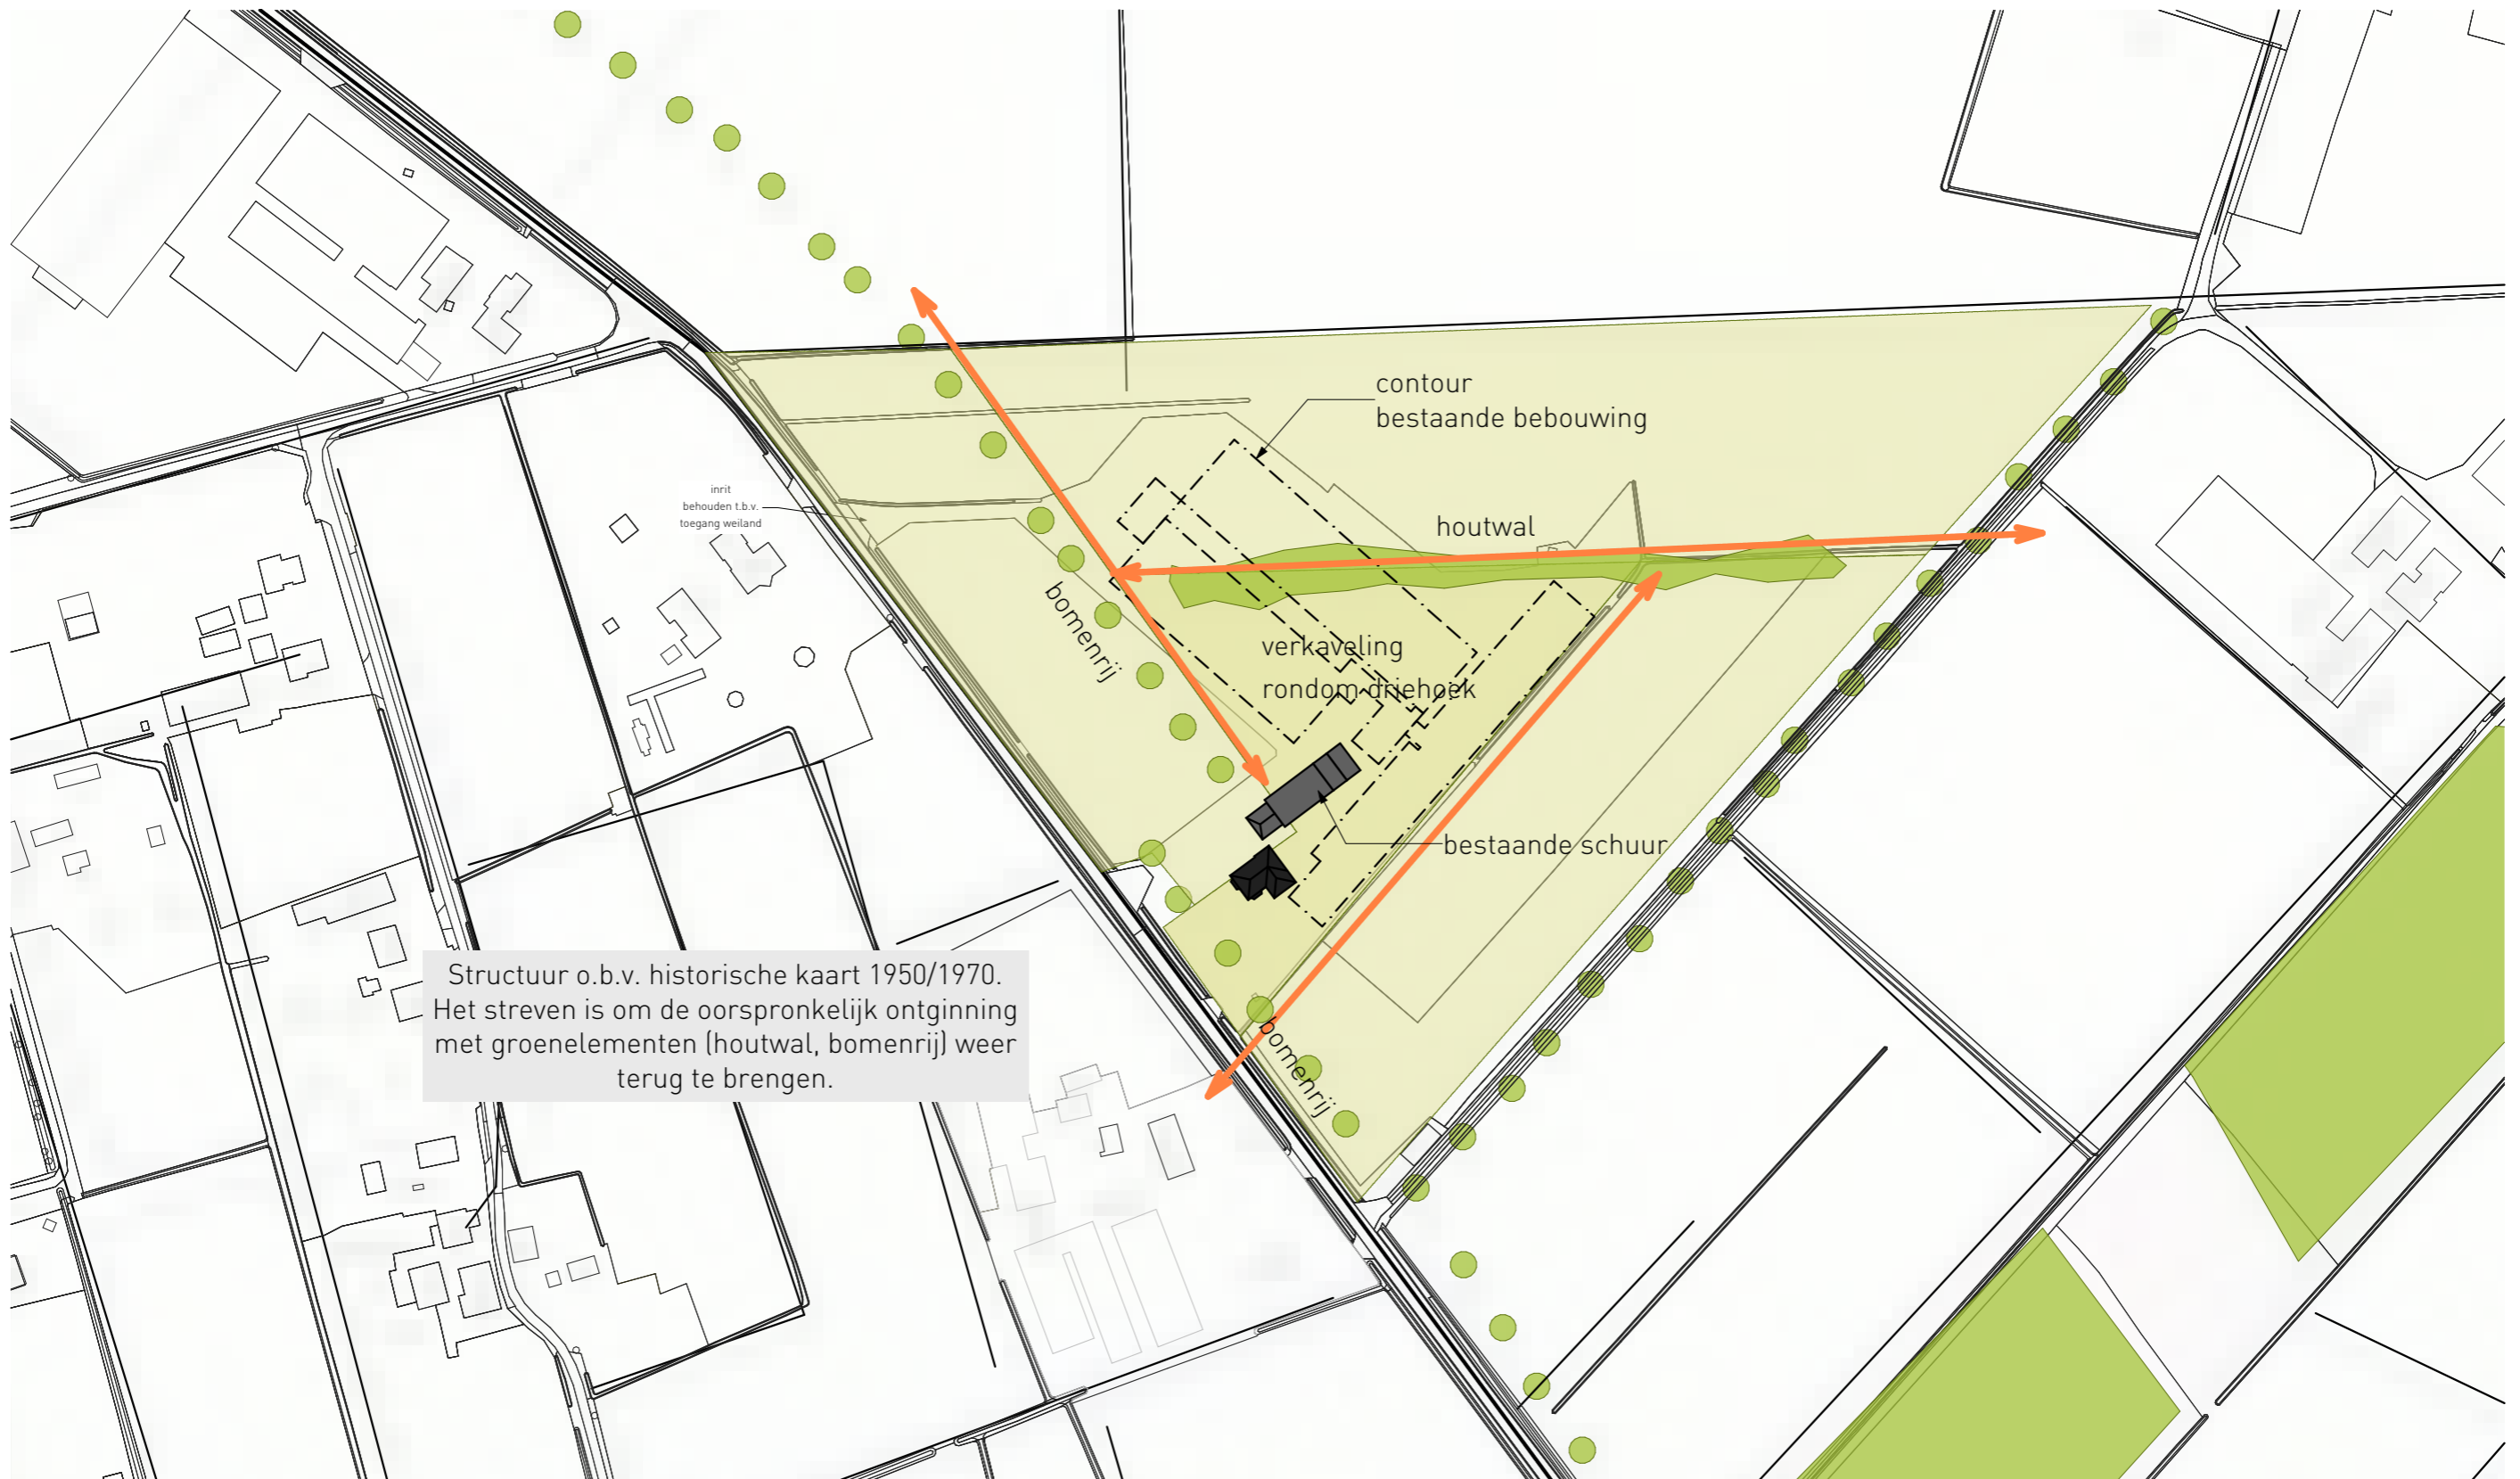 contour
bestaande bebouwing
inrit
behouden t.b.v.
toegang weiland
houtwal
bomenrij
verkaveling
rondom driehoek
bestaande schuur
Structuur o.b.v. historische kaart 1950/1970.
Het streven is om de oorspronkelijk ontginning
met groenelementen (houtwal, bomenrij) weer
terug te brengen.
bomenrij